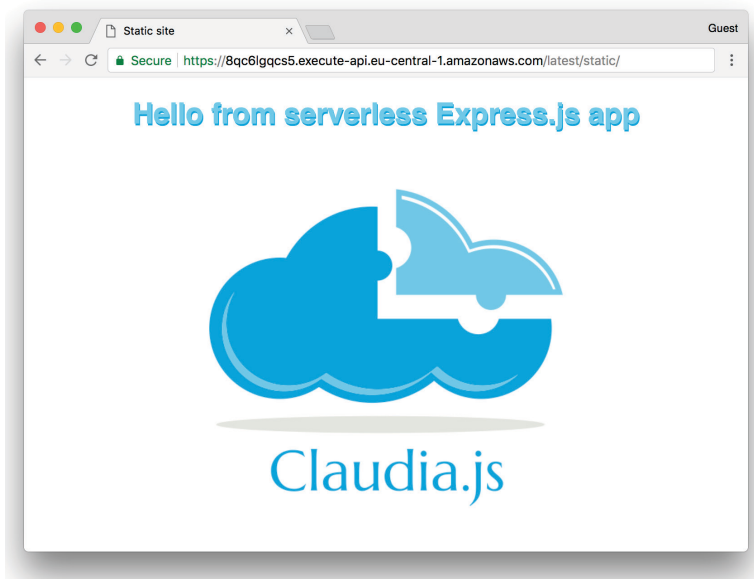 Static site
Guest
Secure https://8qc6lgqcs5.execute-api.eu-central-1.amazonaws.com/latest/static/
Hello from serverless Express.js app
Claudia.js